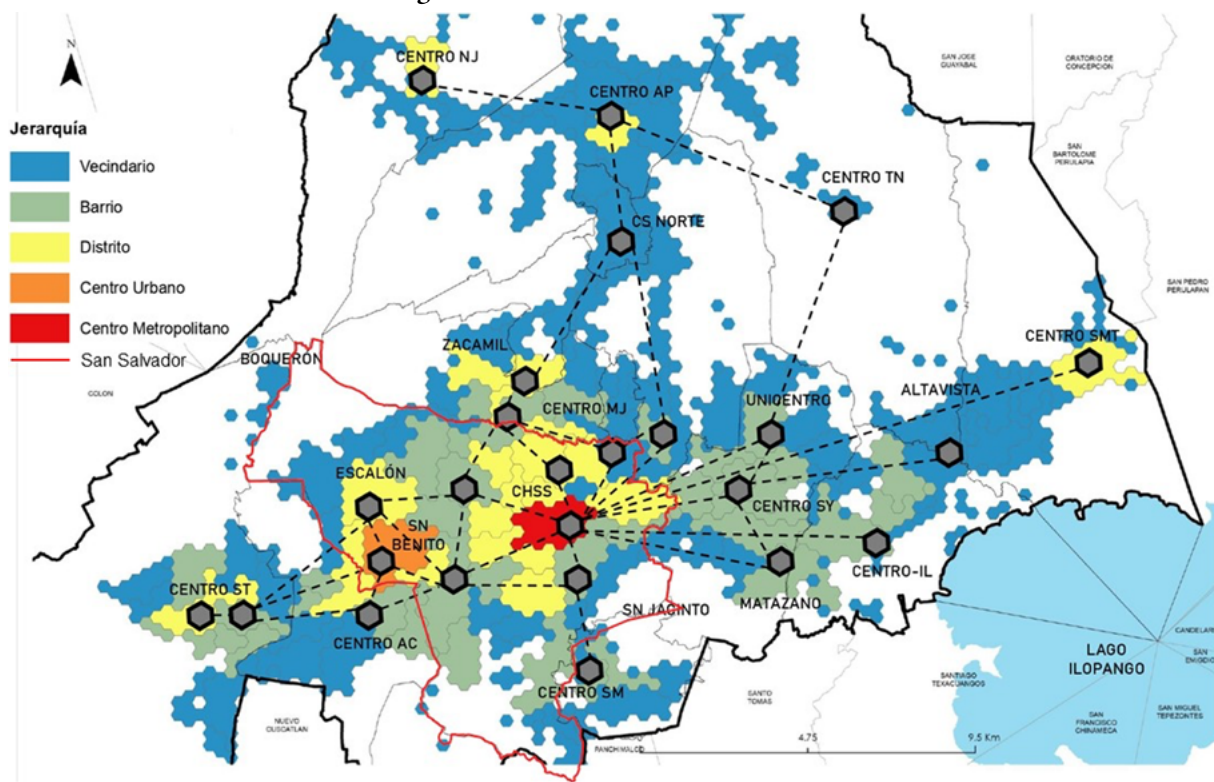 N
CENTRO NJ
CENTRO AP
SAN JOSE
GUAYABAL
ORATORIO DE
CONCEPCION
Jerarquía
Vecindario
Barrio
Distrito
Centro Urbano
Centro Metropolitano
San Salvador
SAN
BARTOLOME
PERULAPIA
CENTRO TN
CS NORTE
SAN PEDRO
PERULAPAN
CENTRO SMT
ZACAMIL
BOQUERÓN
COLON
ALTAVISTA
UNICENTRO
CENTRO MJ
ESCALÓN
CHSS
CENTRO SY
SN
BENITO
CENTRO-IL
CENTRO ST
MATAZANO
SN JACINTO
CENTRO AC
CENTRO SM
LAGO
ILOPANGO
SAN
EMIGDIO
SANTIAGO
TEXACUANGOS
SANTO
TOMAS
NUEVO
CUSCATLAN
SAN
FRANCISCO
CHINAMECA
SAN MIGUEL
TEPEZONTES
PANCHIMALCO
4.75
9.5 Km